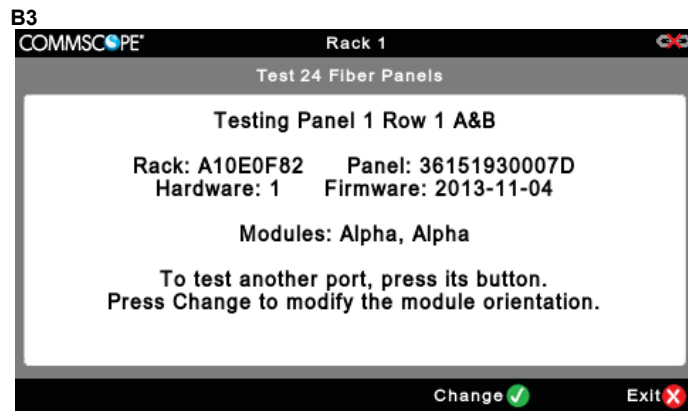 B3
COMMSCOPE®
Rack 1
Test 24 Fiber Panels
Testing Panel 1 Row 1 A&B
Rack: A10E0F82 Panel: 36151930007D
Hardware: 1 Firmware: 2013-11-04
Modules: Alpha, Alpha
To test another port, press its button.
Press Change to modify the module orientation.
Change
Exit